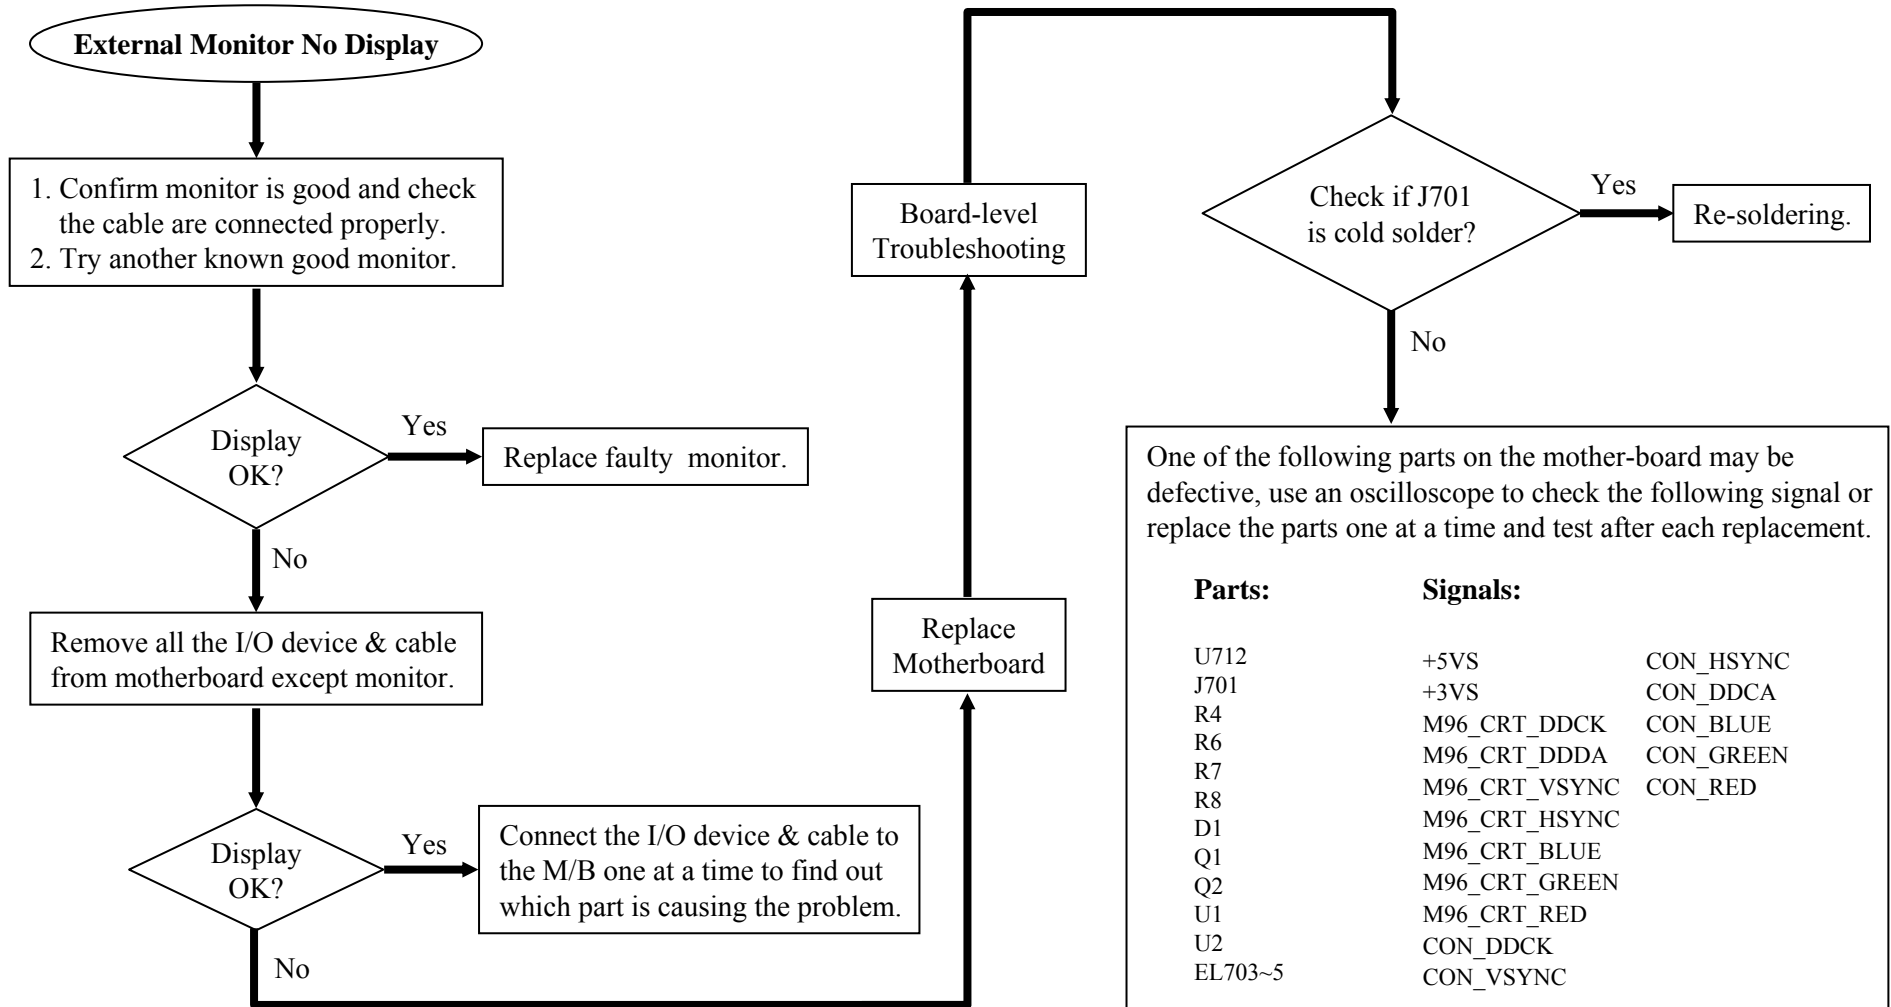 External Monitor No Display
1. Confirm monitor is good and check
the cable are connected properly.
2. Try another known good monitor.
Display
OK?
Yes
Replace faulty monitor.
No
Remove all the I/O device & cable
from motherboard except monitor.
Display
OK?
Yes
Connect the I/O device & cable to
the M/B one at a time to find out
which part is causing the problem.
No
Replace
Motherboard
Board-level
Troubleshooting
Check if J701
is cold solder?
Yes
Re-soldering.
No
One of the following parts on the mother-board may be
defective, use an oscilloscope to check the following signal or
replace the parts one at a time and test after each replacement.
Parts:
U712
J701
R4
R6
R7
R8
D1
Q1
Q2
U1
U2
EL703~5
Signals:
+5VS
+3VS
M96_CRT_DDCK
M96_CRT_DDDA
M96_CRT_VSYNC
M96_CRT_HSYNC
M96_CRT_BLUE
M96_CRT_GREEN
M96_CRT_RED
CON_DDCK
CON_VSYNC
CON_HSYNC
CON_DDCA
CON_BLUE
CON_GREEN
CON_RED